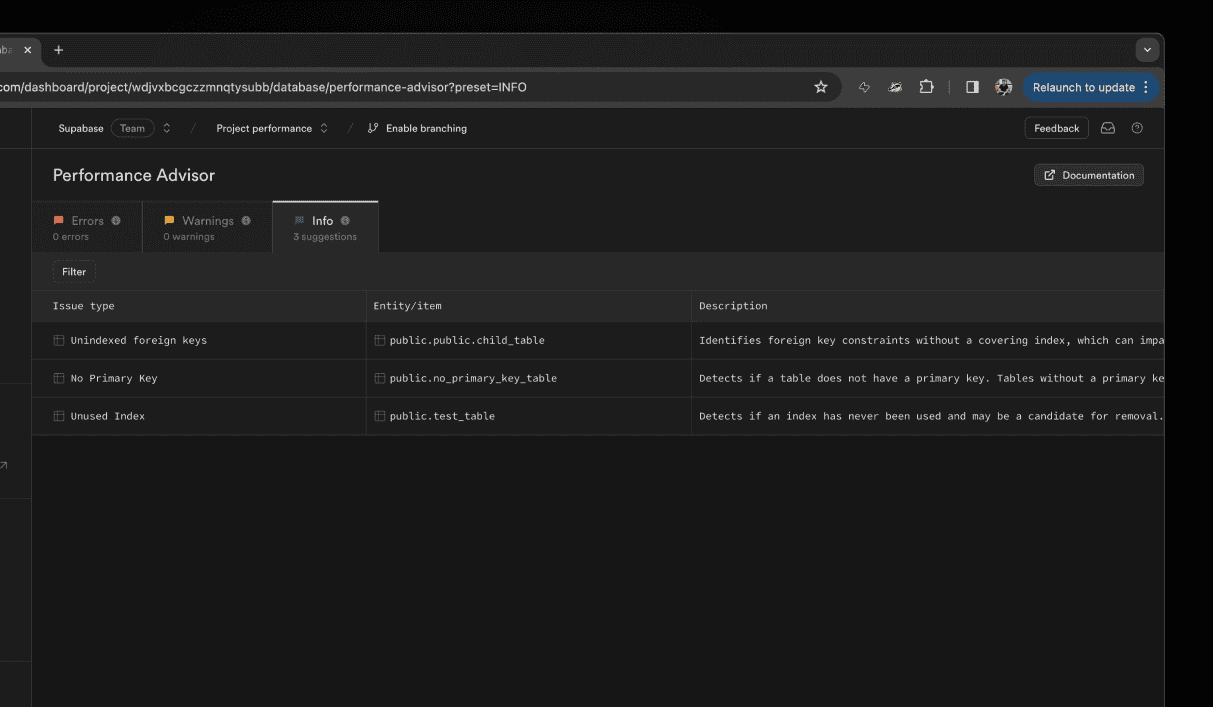 com/dashboard/project/wdjvxbcgczzmnqtysubb/database/performance-advisor?preset=INFO
Relaunch to update
Supabase Team / Project performance / Enable branching
Feedback
Performance Advisor
Documentation
Errors Warnings Info
0 errors 0 warnings 3 suggestions
Filter
Issue type Entity/item Description
Unindexed foreign keys public.public.child_table Identifies foreign key constraints without a covering index, which can impa
No Primary Key public.no_primary_key_table Detects if a table does not have a primary key. Tables without a primary ke
Unused Index public.test_table Detects if an index has never been used and may be a candidate for removal.